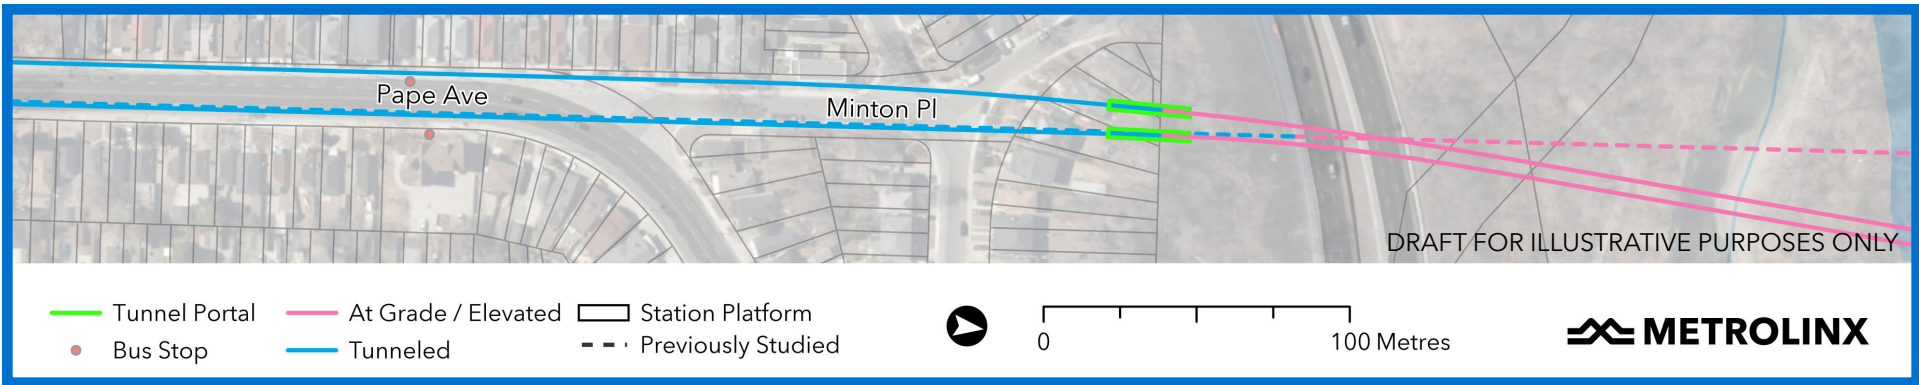 Pape Ave
Minton Pl
DRAFT FOR ILLUSTRATIVE PURPOSES ONLY
Tunnel Portal
At Grade / Elevated
Station Platform
Bus Stop
Tunneled
Previously Studied
0
100 Metres
METROLINX